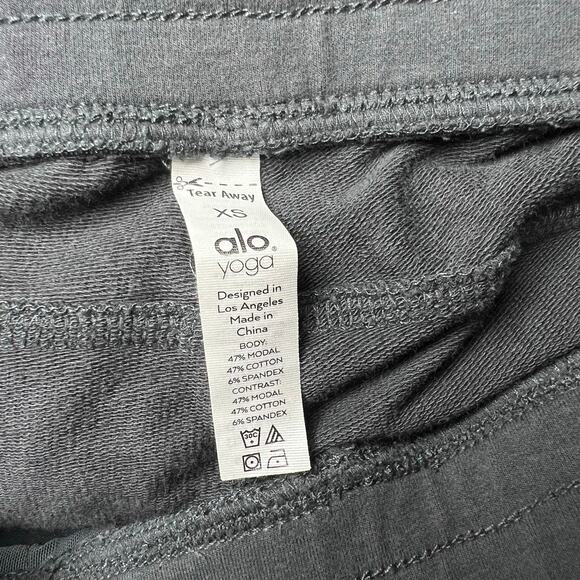 Tear Away
XS
alo®
yoga
Designed in
Los Angeles
Made in
China
BODY:
47% MODAL
47% COTTON
6% SPANDEX
CONTRAST:
47% MODAL
47% COTTON
6% SPANDEX
30C